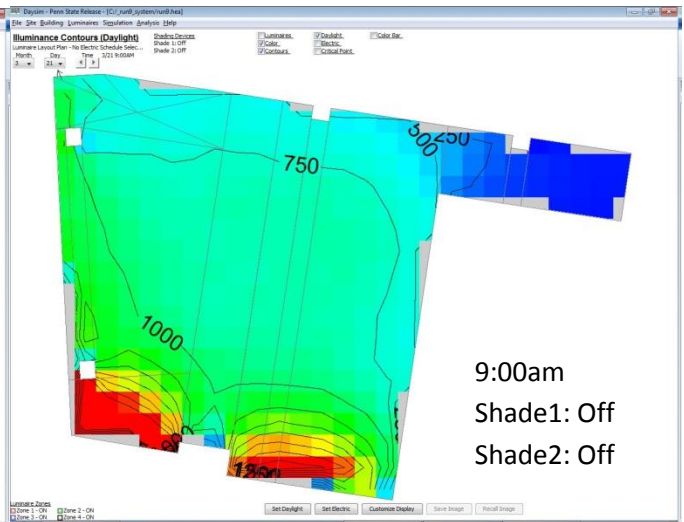 Daysim - Penn State Release - [C:/_run9_system/run9.hea]
File Site Building Luminaires Simulation Analysis Help
Illuminance Contours (Daylight)
Luminaire Layout Plan - No Electric Schedule Selec...
Month Day Time 3/21 9:00AM
3 21
Shading Devices
Shade 1: Off
Shade 2: Off
Luminaires Daylight Color Bar
Color Electric
Contours Critical Point
500 250
750
1000
9:00am
Shade1: Off
Shade2: Off
Luminaire Zones
Zone 1 - ON Zone 2 - ON
Zone 3 - ON Zone 4 - ON
Set Daylight Set Electric Customize Display Save Image Recall Image